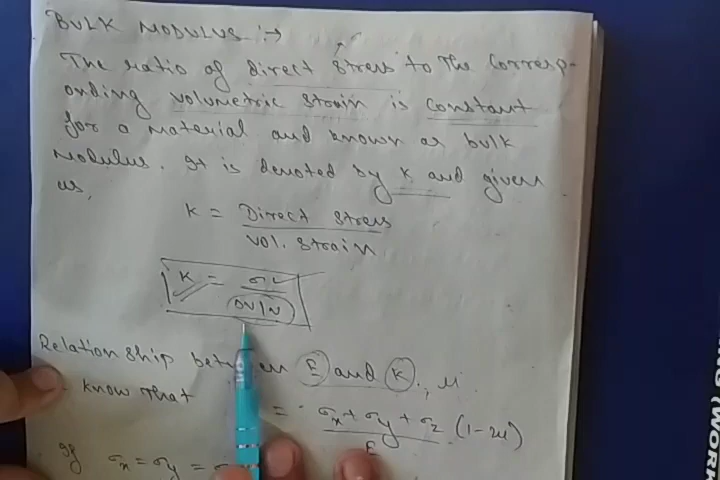 BULK MODULUS :→
The ratio of direct stress to the corresp-
onding volumetric strain is constant
for a material and known as bulk
Modulus. It is denoted by K and given
as,
K = Direct stress
Vol. strain
K =
DV/V
Relationship between E and K., μ
know that
= σx + σy + σz (1-2μ)
E
If σx = σy = σ
(WORK